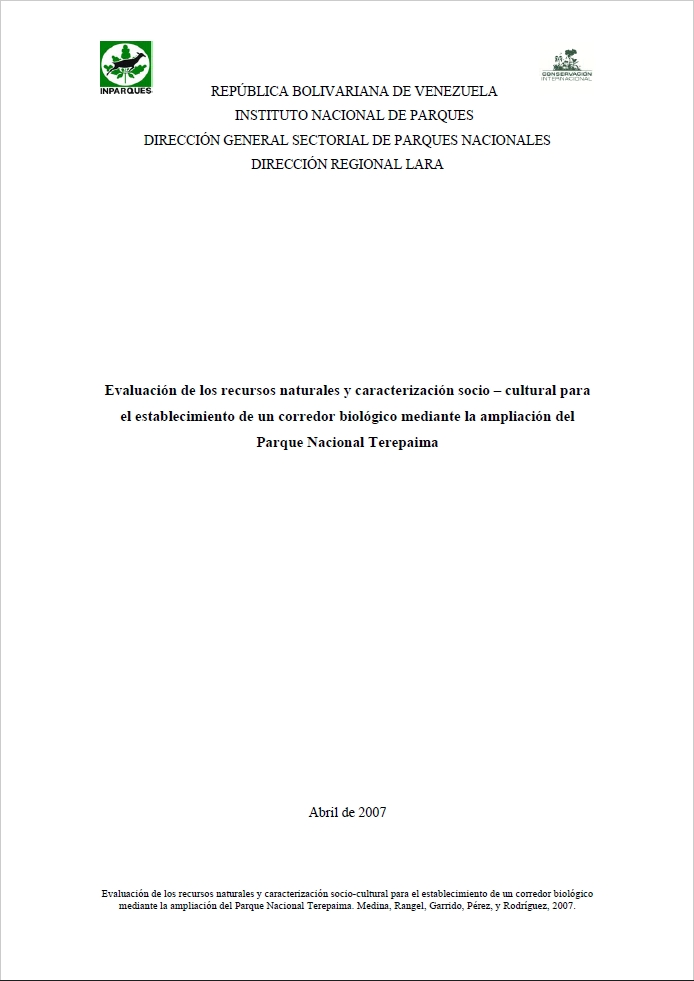 INPARQUES
CONSERVACIÓN
INTERNACIONAL
REPÚBLICA BOLIVARIANA DE VENEZUELA
INSTITUTO NACIONAL DE PARQUES
DIRECCIÓN GENERAL SECTORIAL DE PARQUES NACIONALES
DIRECCIÓN REGIONAL LARA
Evaluación de los recursos naturales y caracterización socio – cultural para
el establecimiento de un corredor biológico mediante la ampliación del
Parque Nacional Terepaima
Abril de 2007
Evaluación de los recursos naturales y caracterización socio-cultural para el establecimiento de un corredor biológico
mediante la ampliación del Parque Nacional Terepaima. Medina, Rangel, Garrido, Pérez, y Rodríguez, 2007.